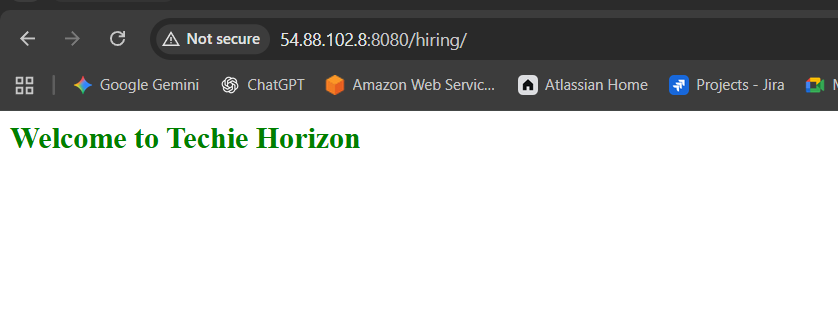 Not secure 54.88.102.8:8080/hiring/
Google Gemini ChatGPT Amazon Web Servic... Atlassian Home Projects - Jira
Welcome to Techie Horizon